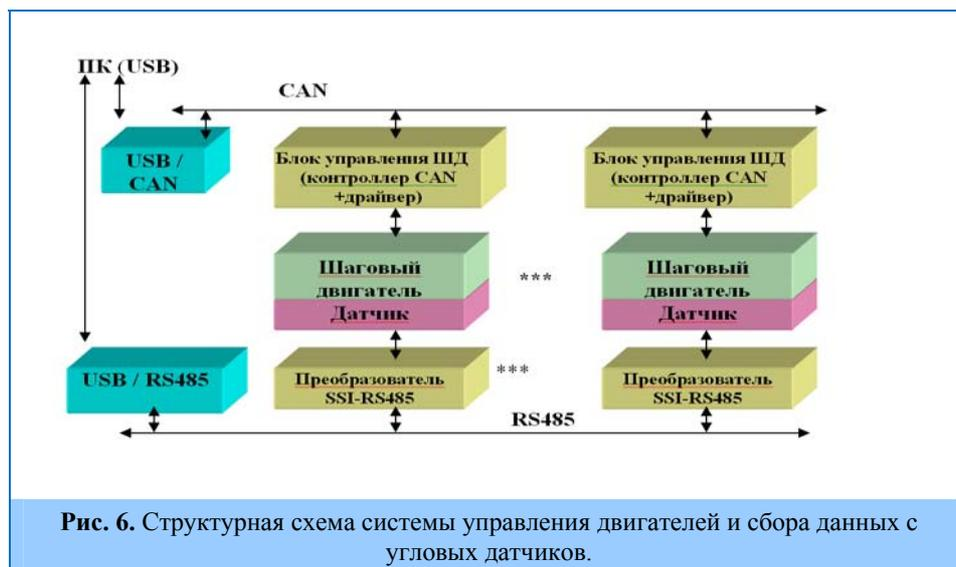 ПК (USB)
CAN
USB /
CAN
Блок управления ШД
(контроллер CAN
+драйвер)
Блок управления ШД
(контроллер CAN
+драйвер)
Шаговый
двигатель
Датчик
***
Шаговый
двигатель
Датчик
USB / RS485
Преобразователь
SSI-RS485
***
Преобразователь
SSI-RS485
RS485
Рис. 6. Структурная схема системы управления двигателей и сбора данных с
угловых датчиков.